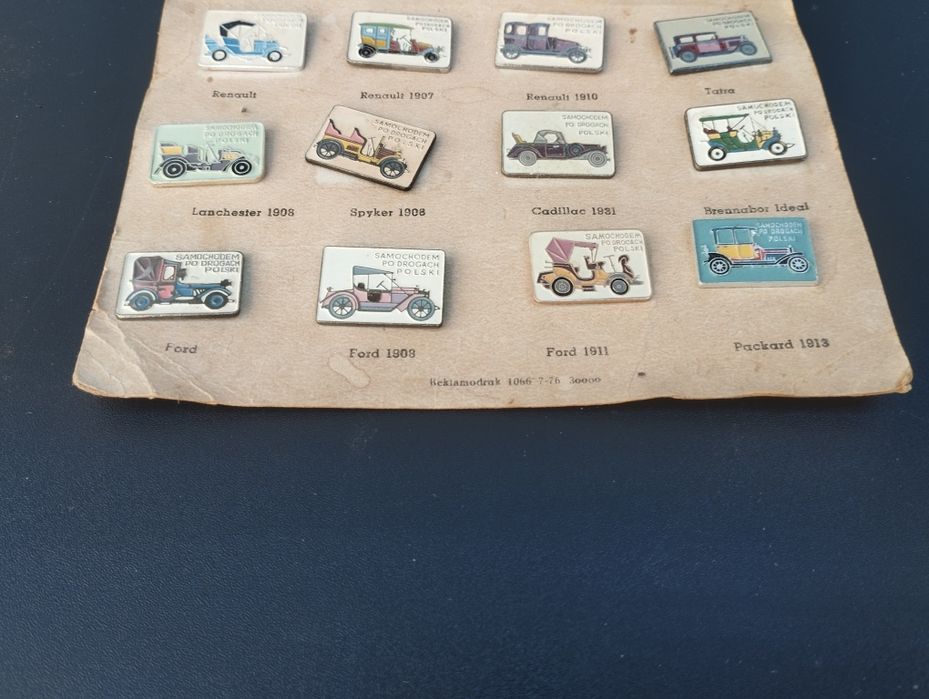 SAMOCHODEM
PO DROGACH
POLSKI
SAMOCHODEM
PO DROGACH
POLSKI
SAMOCHODEM
PO DROGACH
POLSKI
Renault
Renault 1907
Renault 1910
Tatra
SAMOCHODEM
PO DROGACH
POLSKI
SAMOCHODEM
PO DROGACH
POLSKI
SAMOCHODEM
PO DROGACH
POLSKI
SAMOCHODEM
PO DROGACH
POLSKI
Lanchester 1908
Spyker 1906
Cadillac 1931
Brennabor Ideal
SAMOCHODEM
PO DROGACH
POLSKI
SAMOCHODEM
PO DROGACH
POLSKI
SAMOCHODEM
PO DROGACH
POLSKI
SAMOCHODEM
PO DROGACH
POLSKI
Ford
Ford 1908
Ford 1911
Packard 1913
Reklamodruk 1066 7-76 30000